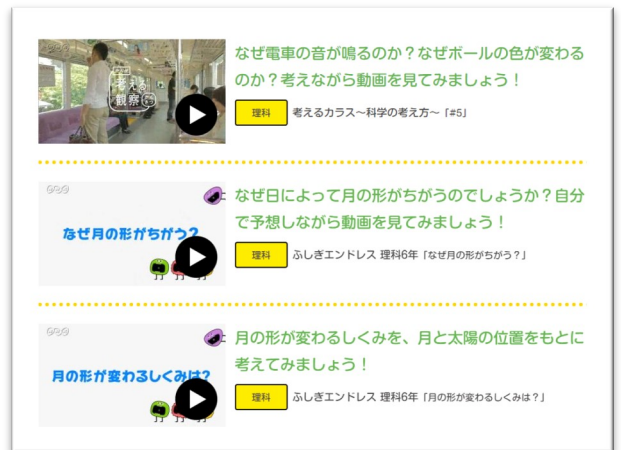 考える
観察
なぜ電車の音が鳴るのか？なぜボールの色が変わる
のか？考えながら動画を見てみましょう！
理科 考えるカラス〜科学の考え方〜「#5」
NHK
なぜ月の形がちがう？
なぜ日によって月の形がちがうのでしょうか？自分
で予想しながら動画を見てみましょう！
理科 ふしぎエンドレス 理科6年「なぜ月の形がちがう？」
NHK
月の形が変わるしくみは？
月の形が変わるしくみを、月と太陽の位置をもとに
考えてみましょう！
理科 ふしぎエンドレス 理科6年「月の形が変わるしくみは？」